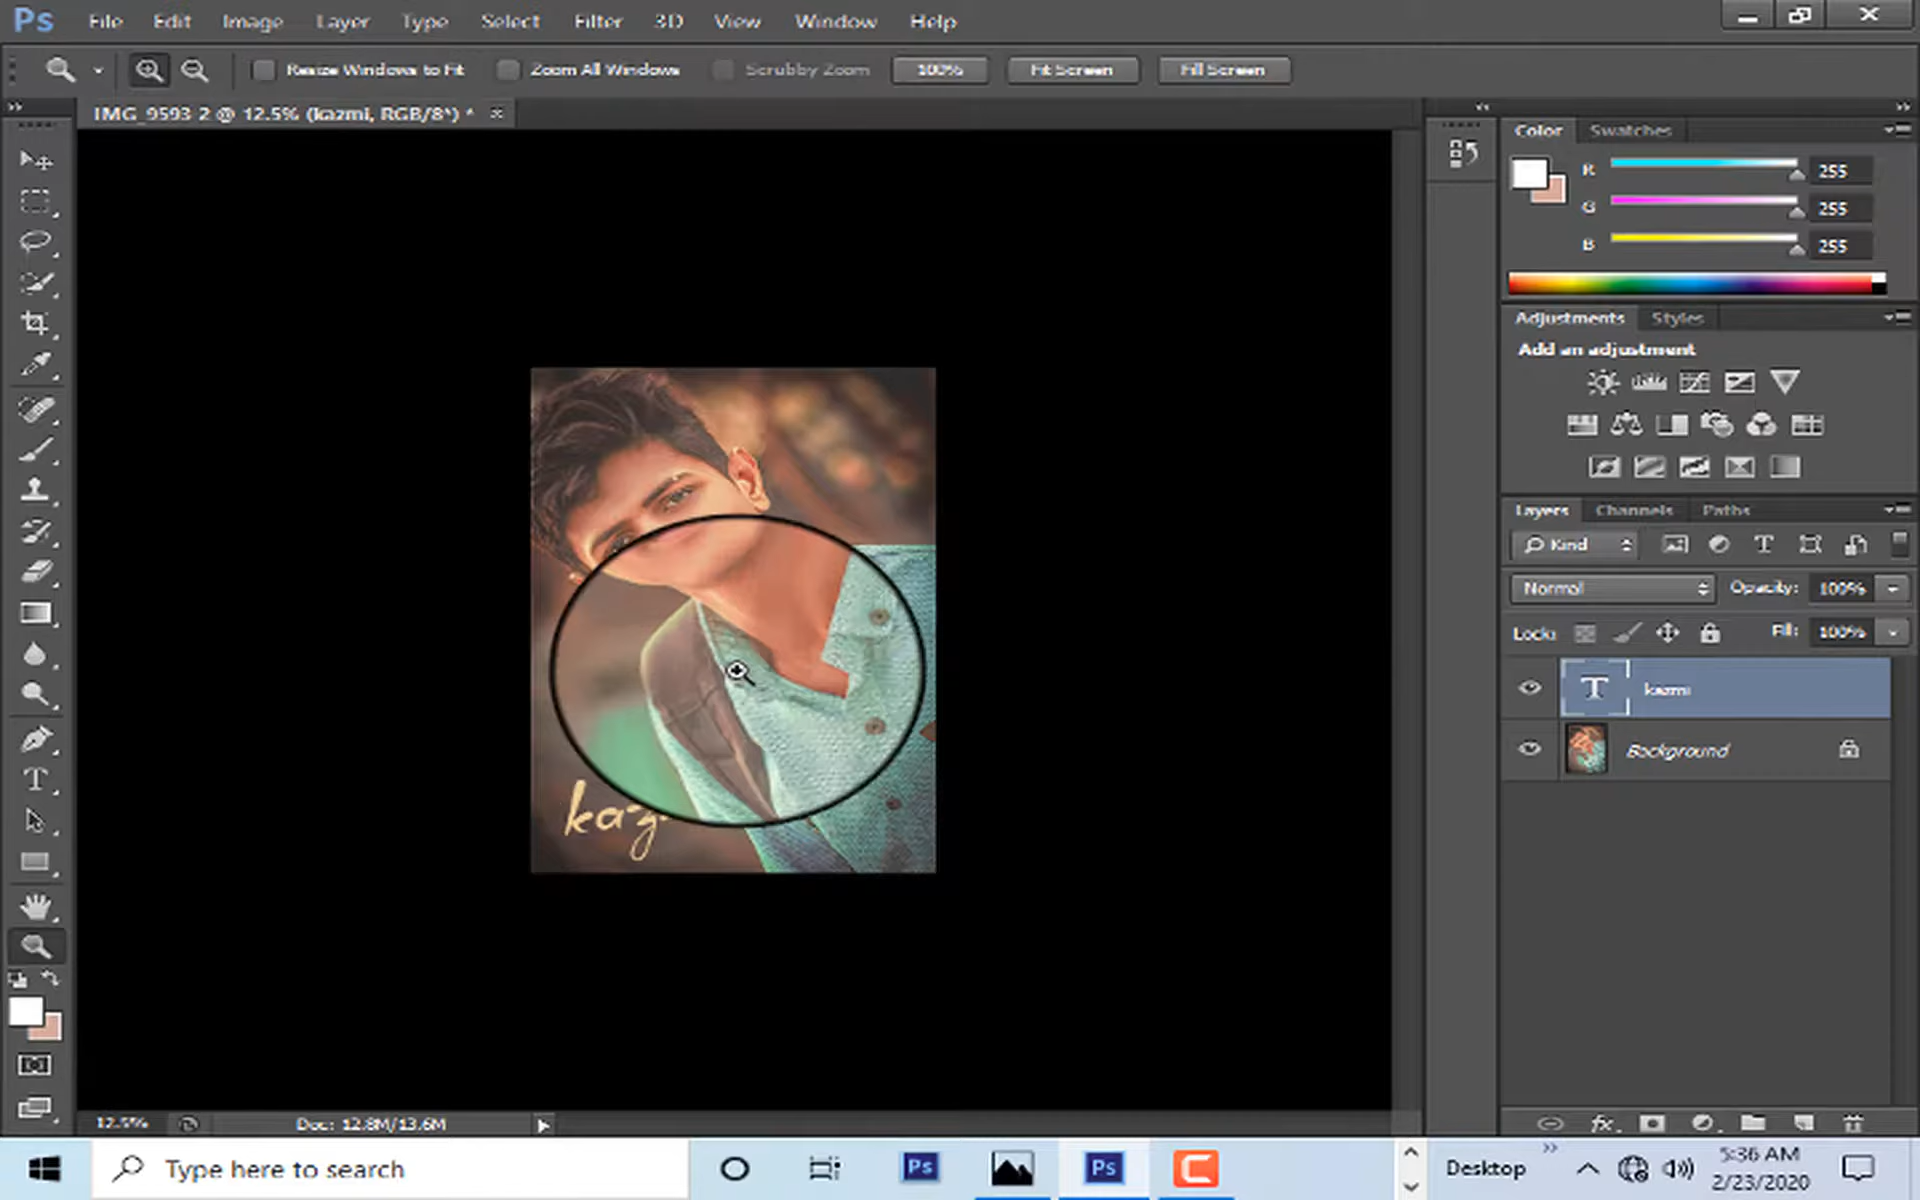 Ps File Edit Image Layer Type Select Filter 3D View Window Help
Resize Windows to Fit Zoom All Windows Scrubby Zoom 100% Fit Screen Fill Screen
IMG_9593 2 @ 12.5% (kazmi, RGB/8*) *
Color Swatches
R 255
G 255
B 255
Adjustments Styles
Add an adjustment
Layers Channels Paths
Kind
Normal Opacity: 100%
Lock: Fill: 100%
T kazmi
Background
kaz
12.5% Doc: 12.8M/13.6M
Type here to search
Ps
Ps
Desktop
5:36 AM
2/23/2020